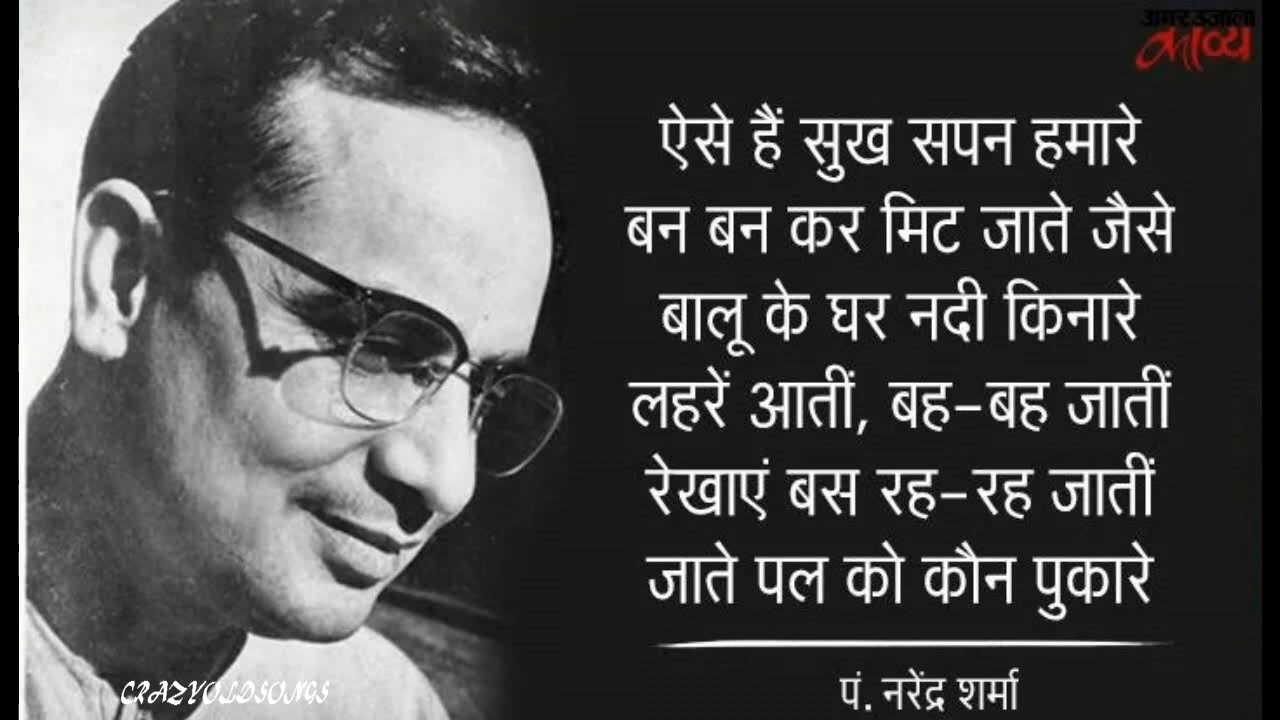 अमर उजाला
काव्य
ऐसे हैं सुख सपन हमारे
बन बन कर मिट जाते जैसे
बालू के घर नदी किनारे
लहरें आतीं, बह–बह जातीं
रेखाएं बस रह–रह जातीं
जाते पल को कौन पुकारे
पं. नरेंद्र शर्मा
CRAZYOLDSONGS